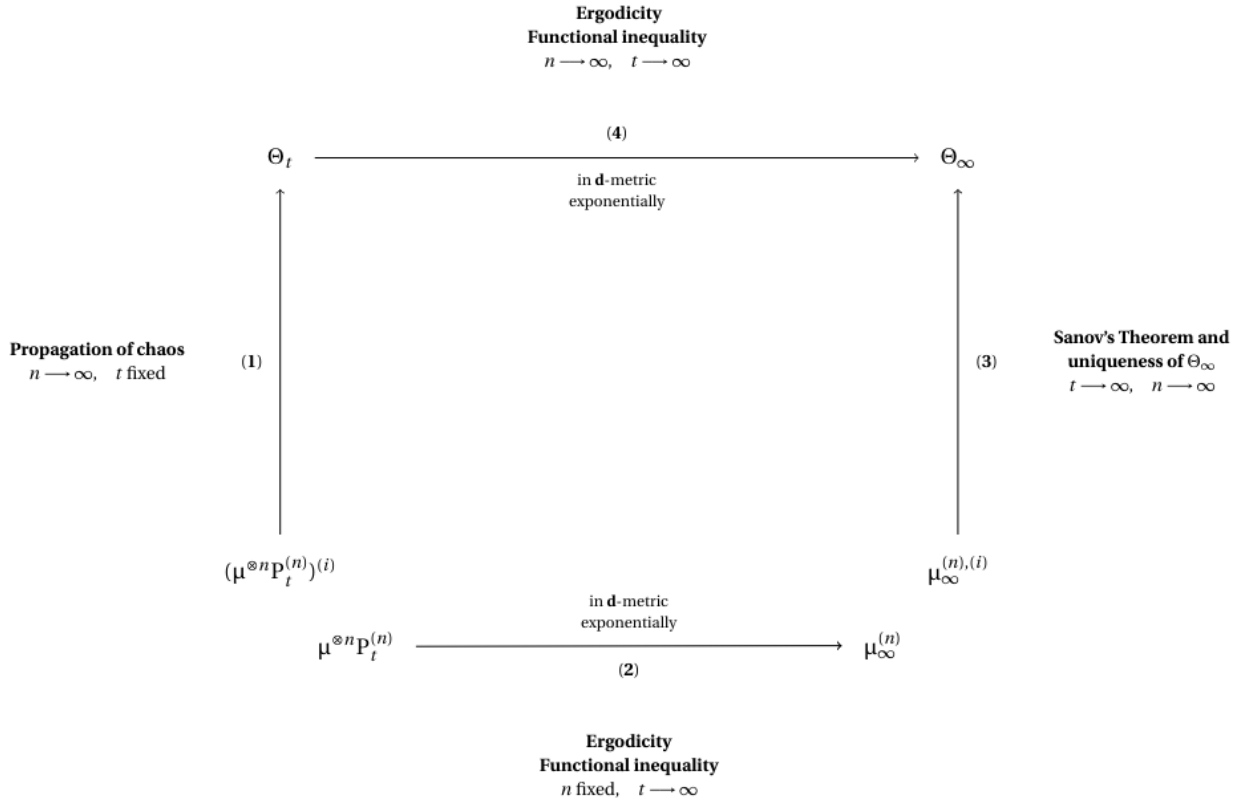 Ergodicity
Functional inequality
n ⟶ ∞, t ⟶ ∞
(4)
Θ_t
Θ_∞
in d-metric
exponentially
Propagation of chaos
n ⟶ ∞, t fixed
(1)
(3)
Sanov's Theorem and
uniqueness of Θ_∞
t ⟶ ∞, n ⟶ ∞
(μ^{⊗n}P_t^{(n)})^{(i)}
μ_∞^{(n),(i)}
in d-metric
exponentially
μ^{⊗n}P_t^{(n)}
μ_∞^{(n)}
(2)
Ergodicity
Functional inequality
n fixed, t ⟶ ∞